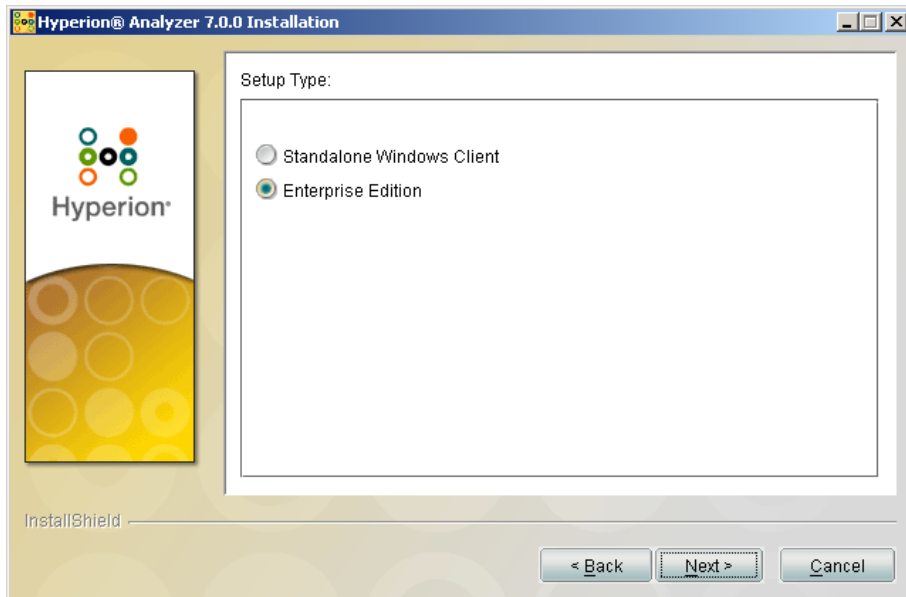 Hyperion® Analyzer 7.0.0 Installation
Setup Type:
Standalone Windows Client
Enterprise Edition
Hyperion
InstallShield
< Back
Next >
Cancel